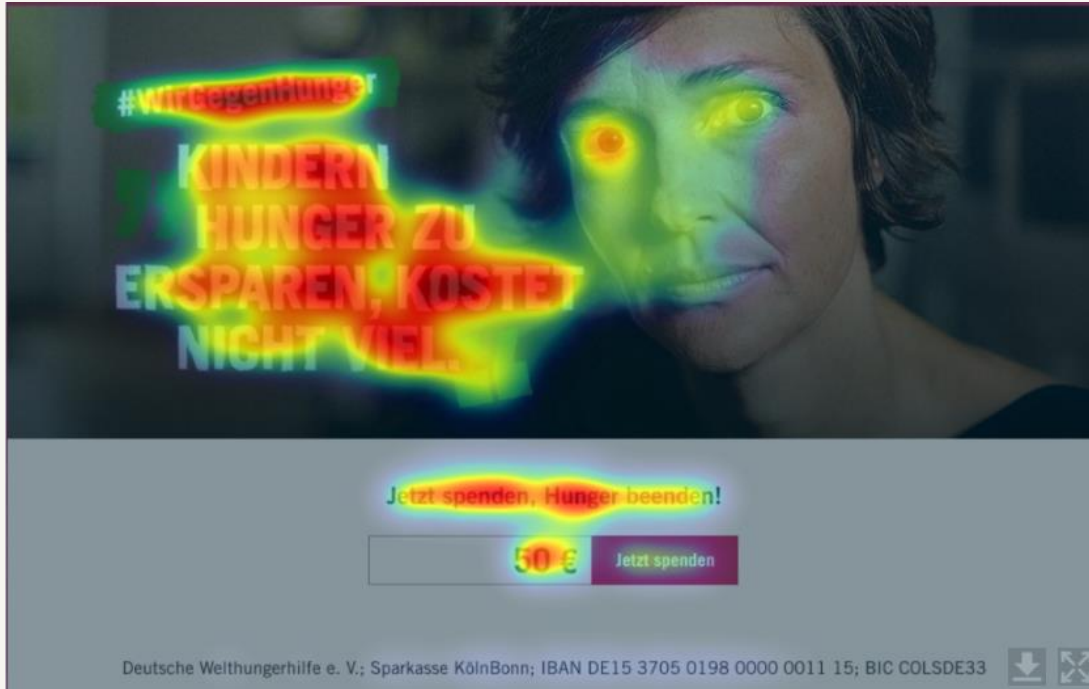 #WirGegenHunger
KINDERN
HUNGER ZU
ERSPAREN, KOSTET
NICHT VIEL.
Jetzt spenden, Hunger beenden!
50 €
Jetzt spenden
Deutsche Welthungerhilfe e. V.; Sparkasse KölnBonn; IBAN DE15 3705 0198 0000 0011 15; BIC COLSDE33